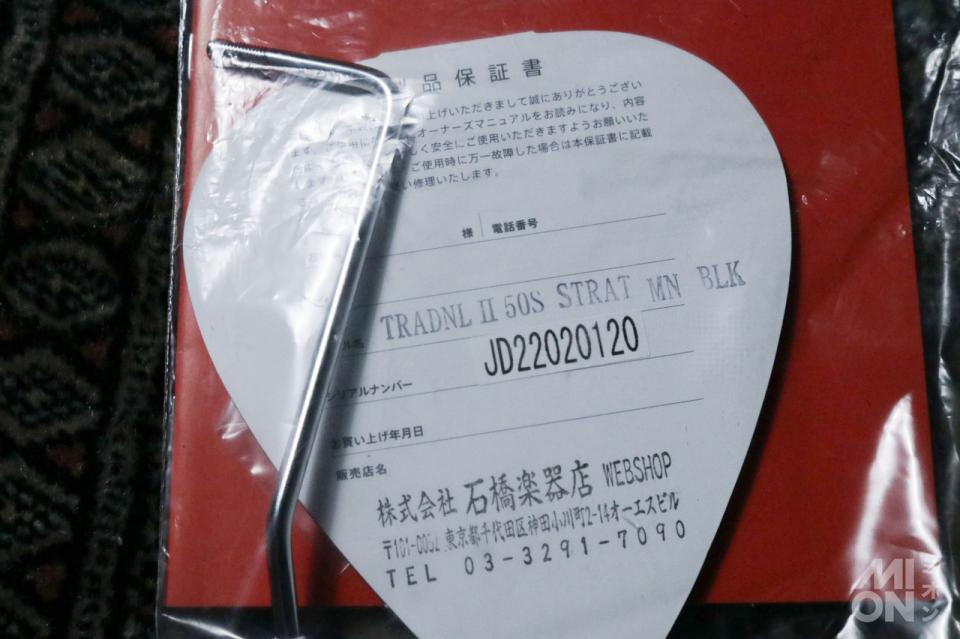 品保証書
上げいただきまして誠にありがとうござい
オーナーズマニュアルをお読みになり、内容
く安全にご使用いただきますようお願いいた
ご使用時に万一故障した場合は本保証書に記載
い修理いたします。
様 電話番号
TRADNL II 50S STRAT MN BLK
JD22020120
シリアルナンバー
お買い上げ年月日
販売店名
株式会社 石橋楽器店 WEBSHOP
〒101-0052 東京都千代田区神田小川町2-14オーエスビル
TEL 03-3291-7090
MI
ON
ミオン